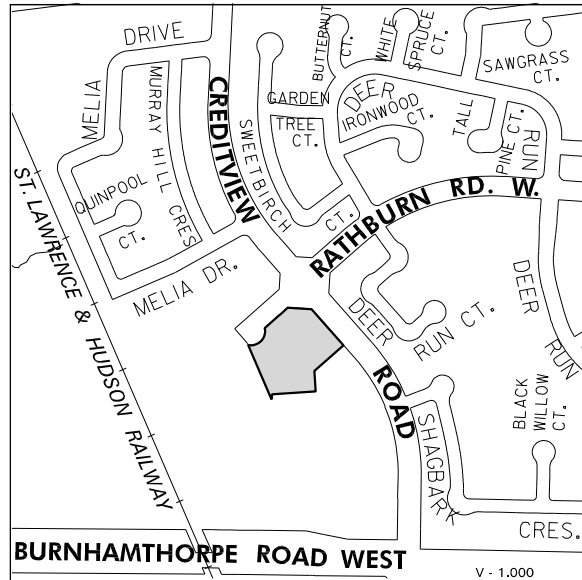 DRIVE
MELIA
MURRAY HILL CRES
CREDITVIEW
SWEETBIRCH
CT.
BUTTERNUT
CT.
WHITE
SPRUCE
CT.
SAWGRASS
CT.
GARDEN
TREE
CT.
DEER
RUN
IRONWOOD
CT.
TALL
PINE CT.
QUINPOOL
CT.
MELIA DR.
RATHBURN RD. W.
ST. LAWRENCE & HUDSON RAILWAY
DEER
RUN CT.
DEER
RUN
ROAD
SHAGBARK
CRES.
BLACK
WILLOW
CT.
BURNHAMTHORPE ROAD WEST
V - 1.000